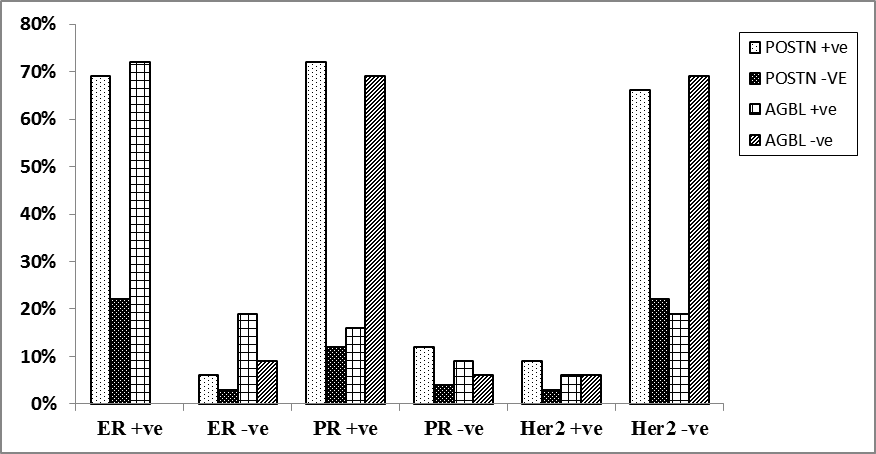 80%
70%
60%
50%
40%
30%
20%
10%
0%
ER +ve ER -ve PR +ve PR -ve Her2 +ve Her2 -ve
POSTN +ve
POSTN -VE
AGBL +ve
AGBL -ve